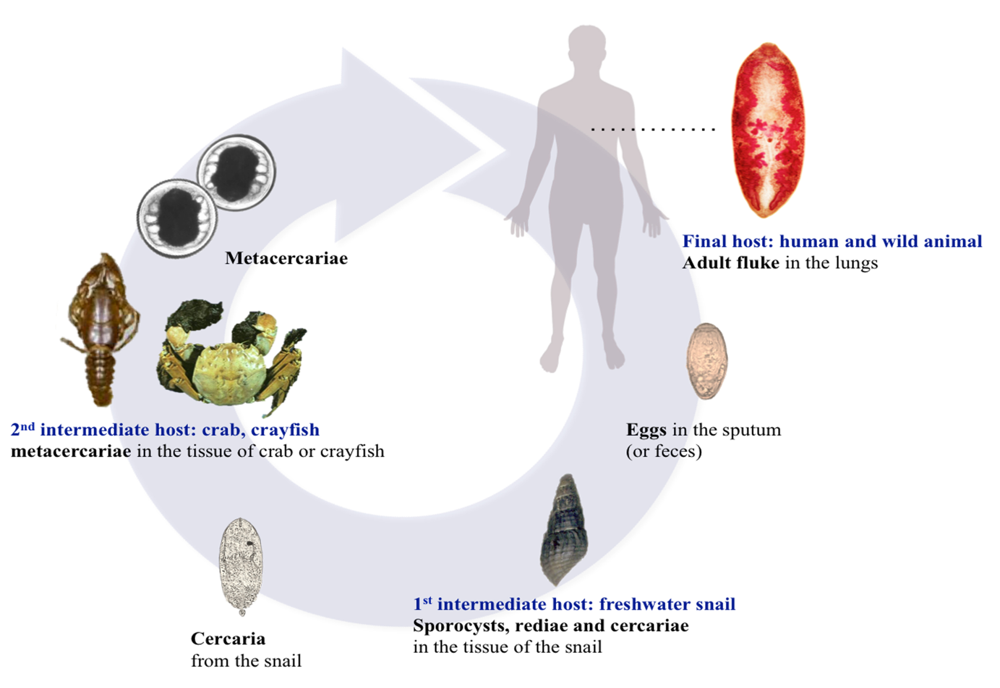 Final host: human and wild animal
Adult fluke in the lungs
Metacercariae
2nd intermediate host: crab, crayfish
metacercariae in the tissue of crab or crayfish
Eggs in the sputum
(or feces)
1st intermediate host: freshwater snail
Sporocysts, rediae and cercariae
in the tissue of the snail
Cercaria
from the snail